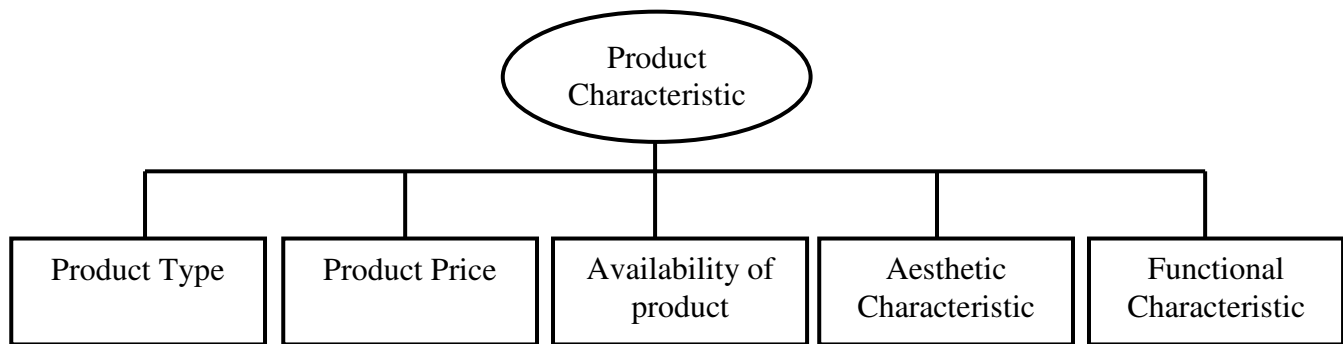 Product
Characteristic
Product Type
Product Price
Availability of
product
Aesthetic
Characteristic
Functional
Characteristic